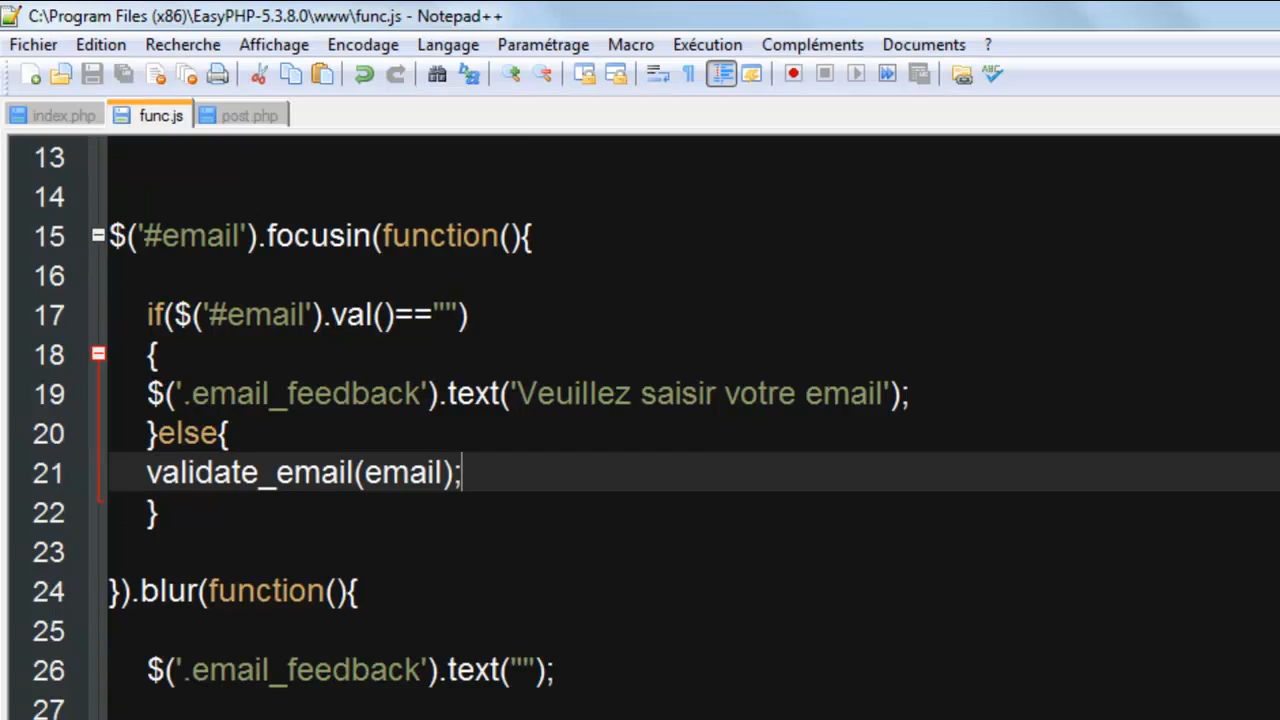 C:\Program Files (x86)\EasyPHP-5.3.8.0\www\func.js - Notepad++
Fichier Edition Recherche Affichage Encodage Langage Paramétrage Macro Exécution Compléments Documents ?
index.php func.js post.php
13
14
15 $('#email').focusin(function(){
16
17 if($('#email').val()=="")
18 {
19 $('.email_feedback').text('Veuillez saisir votre email');
20 }else{
21 validate_email(email);
22 }
23
24 }).blur(function(){
25
26 $('.email_feedback').text("");
27